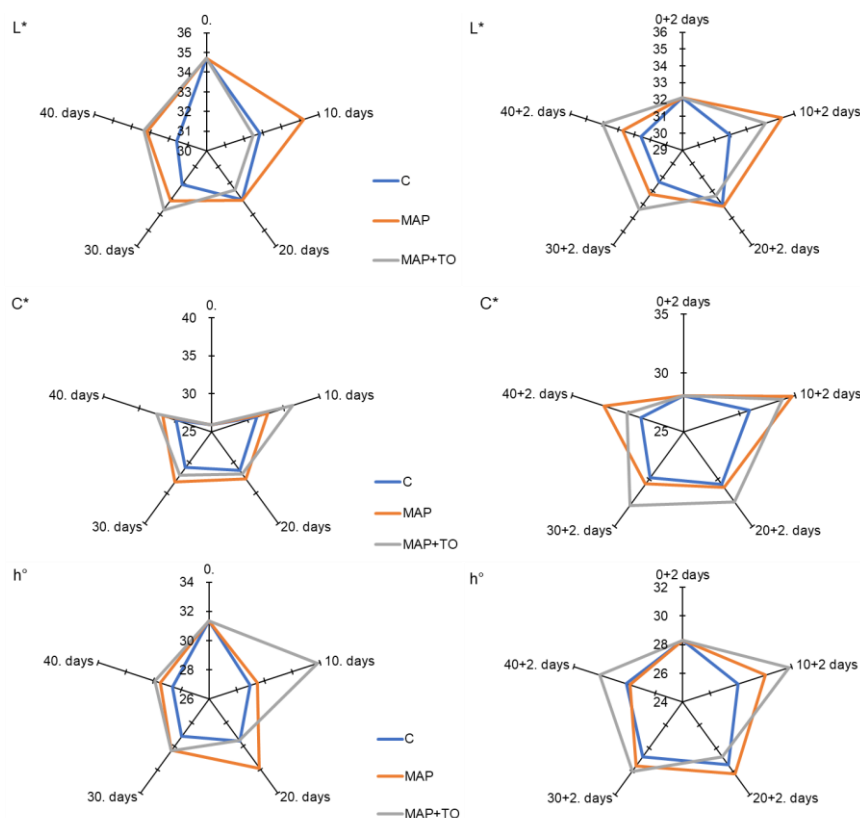 L*
0.
36
35
34
33
32
31
30
10. days
20. days
30. days
40. days
C
MAP
MAP+TO
L*
0+2 days
36
35
34
33
32
31
30
29
10+2 days
20+2. days
30+2. days
40+2. days
C*
0.
40
35
30
25
10. days
20. days
30. days
40. days
C
MAP
MAP+TO
C*
0+2 days
35
30
25
10+2 days
20+2. days
30+2. days
40+2. days
h°
0.
34
32
30
28
26
10. days
20. days
30. days
40. days
C
MAP
MAP+TO
h°
0+2 days
32
30
28
26
24
10+2 days
20+2. days
30+2. days
40+2. days